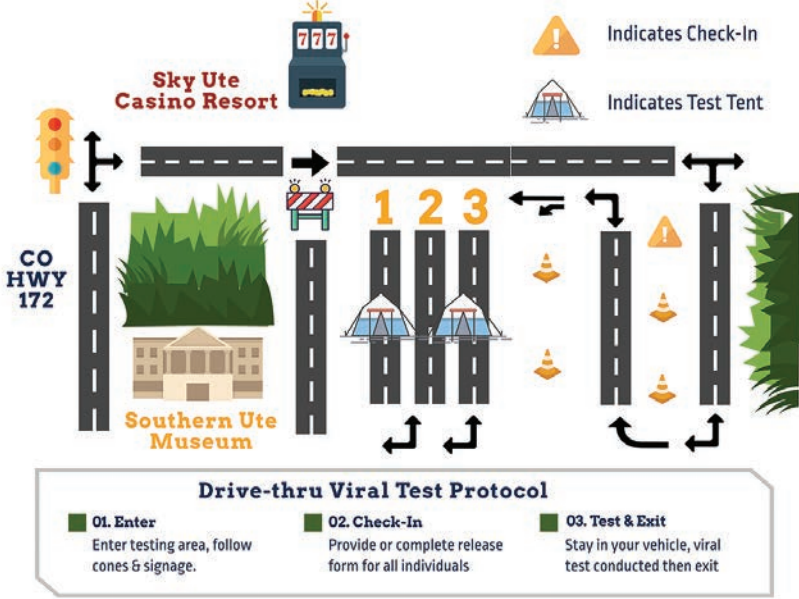 777
Sky Ute
Casino Resort
Indicates Check-In
Indicates Test Tent
CO
HWY
172
1 2 3
Southern Ute
Museum
Drive-thru Viral Test Protocol
01. Enter
Enter testing area, follow
cones & signage.
02. Check-In
Provide or complete release
form for all individuals
03. Test & Exit
Stay in your vehicle, viral
test conducted then exit